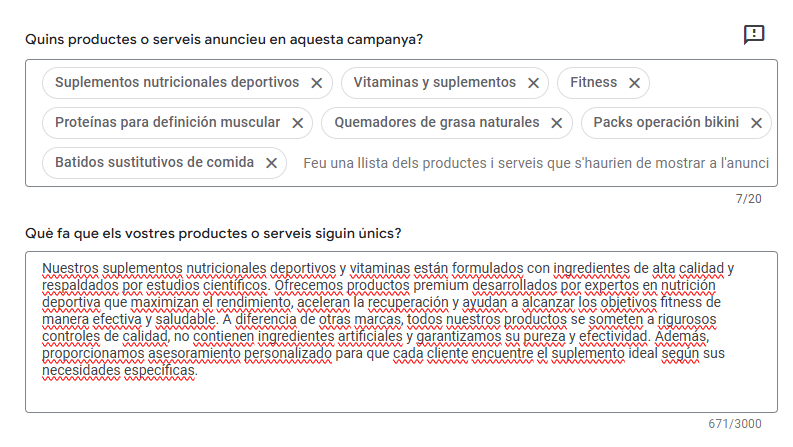 Quins productes o serveis anuncieu en aquesta campanya?
Suplementos nutricionales deportivos
Vitaminas y suplementos
Fitness
Proteínas para definición muscular
Quemadores de grasa naturales
Packs operación bikini
Batidos sustitutivos de comida
Feu una llista dels productes i serveis que s'haurien de mostrar a l'anunci
7/20
Què fa que els vostres productes o serveis siguin únics?
Nuestros suplementos nutricionales deportivos y vitaminas están formulados con ingredientes de alta calidad y
respaldados por estudios científicos. Ofrecemos productos premium desarrollados por expertos en nutrición
deportiva que maximizan el rendimiento, aceleran la recuperación y ayudan a alcanzar los objetivos fitness de
manera efectiva y saludable. A diferencia de otras marcas, todos nuestros productos se someten a rigurosos
controles de calidad, no contienen ingredientes artificiales y garantizamos su pureza y efectividad. Además,
proporcionamos asesoramiento personalizado para que cada cliente encuentre el suplemento ideal según sus
necesidades específicas.
671/3000